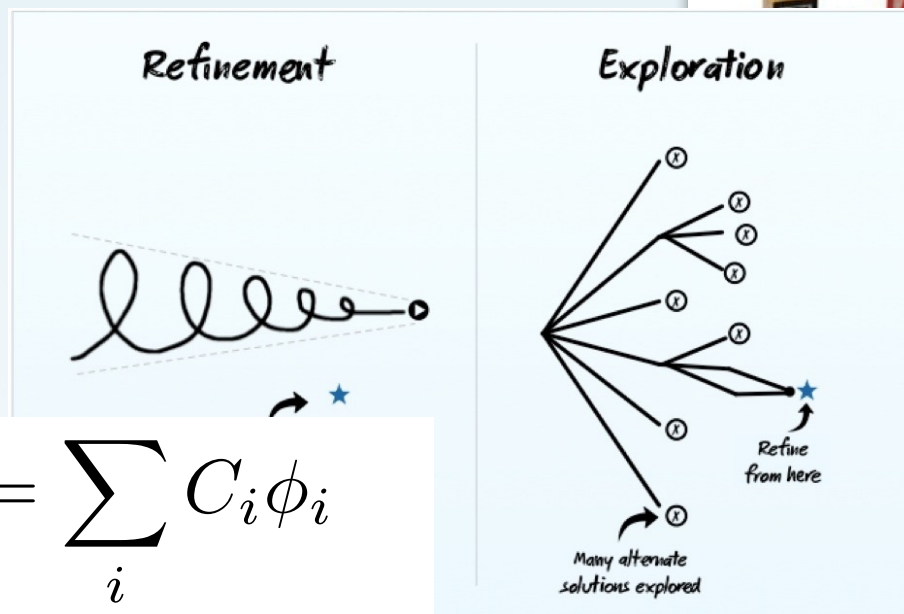 Refinement
Exploration
Refine
from here
Many alternate
solutions explored
= ∑ C_i ϕ_i
i